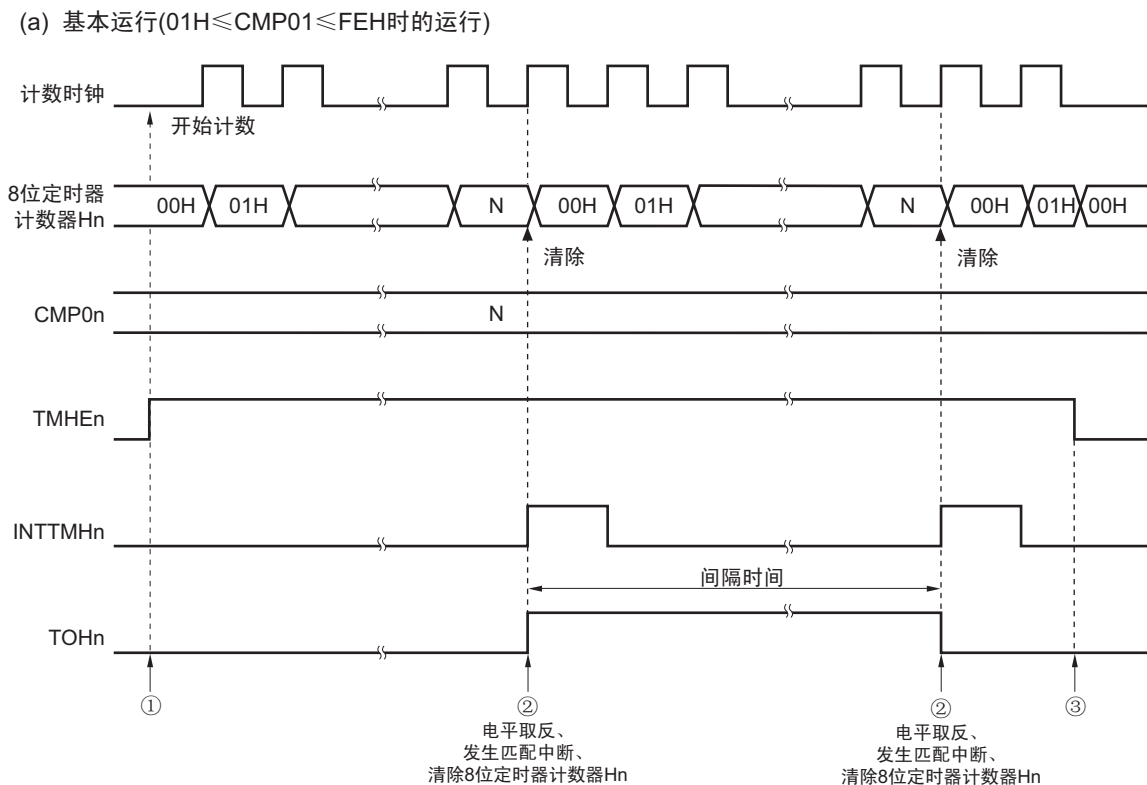 (a) 基本运行(01H≤CMP01≤FEH时的运行)
计数时钟
开始计数
8位定时器
计数器Hn
00H 01H N 00H 01H N 00H 01H 00H
清除 清除
CMP0n N
TMHEn
INTTMHn
间隔时间
TOHn
① ② ② ③
电平取反、
发生匹配中断、
清除8位定时器计数器Hn
电平取反、
发生匹配中断、
清除8位定时器计数器Hn